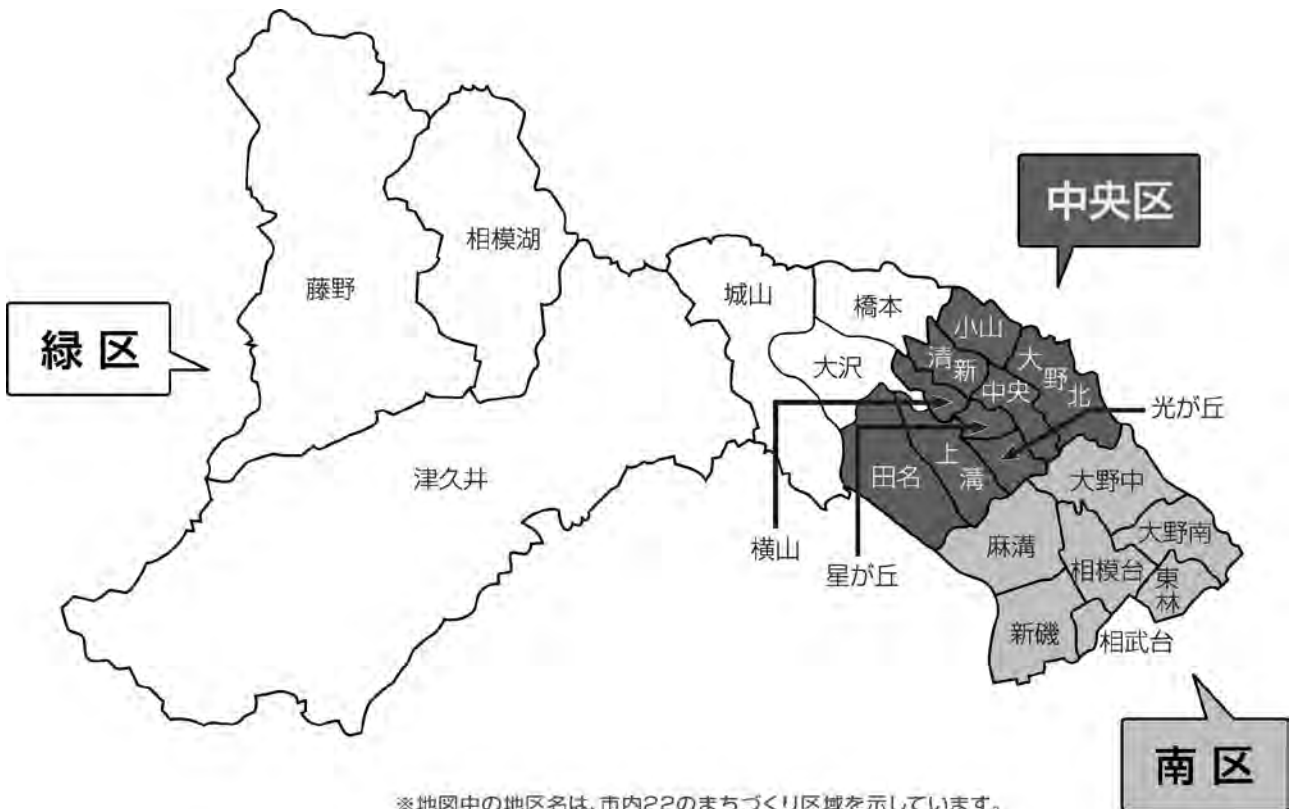 中央区
相模湖
藤野
城山
橋本
小山
緑区
大沢
清新
中央
大野北
光が丘
津久井
田名
上溝
大野中
横山
星が丘
麻溝
大野南
相模台
東林
新磯
相武台
南区
※地図中の地区名は、市内22のまちづくり区域を示しています。